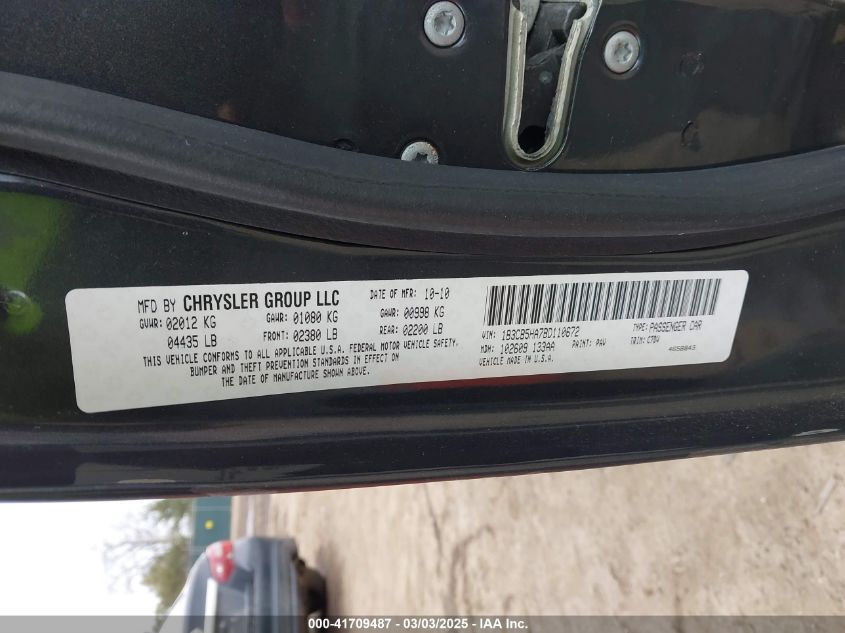 MFD BY CHRYSLER GROUP LLC DATE OF MFR: 10-10
GVWR: 02012 KG GAWR: 01080 KG GAWR: 00998 KG
04435 LB FRONT: 02380 LB REAR: 02200 LB
THIS VEHICLE CONFORMS TO ALL APPLICABLE U.S.A. FEDERAL MOTOR VEHICLE SAFETY,
BUMPER AND THEFT PREVENTION STANDARDS IN EFFECT ON
THE DATE OF MANUFACTURE SHOWN ABOVE.
VIN: 1B3CB5HA7BD110672 TYPE: PASSENGER CAR
MDH: 102609 133AA PAINT: PAV TRIM: C7DV
VEHICLE MADE IN U.S.A. 4658843
000-41709487 - 03/03/2025 - IAA Inc.